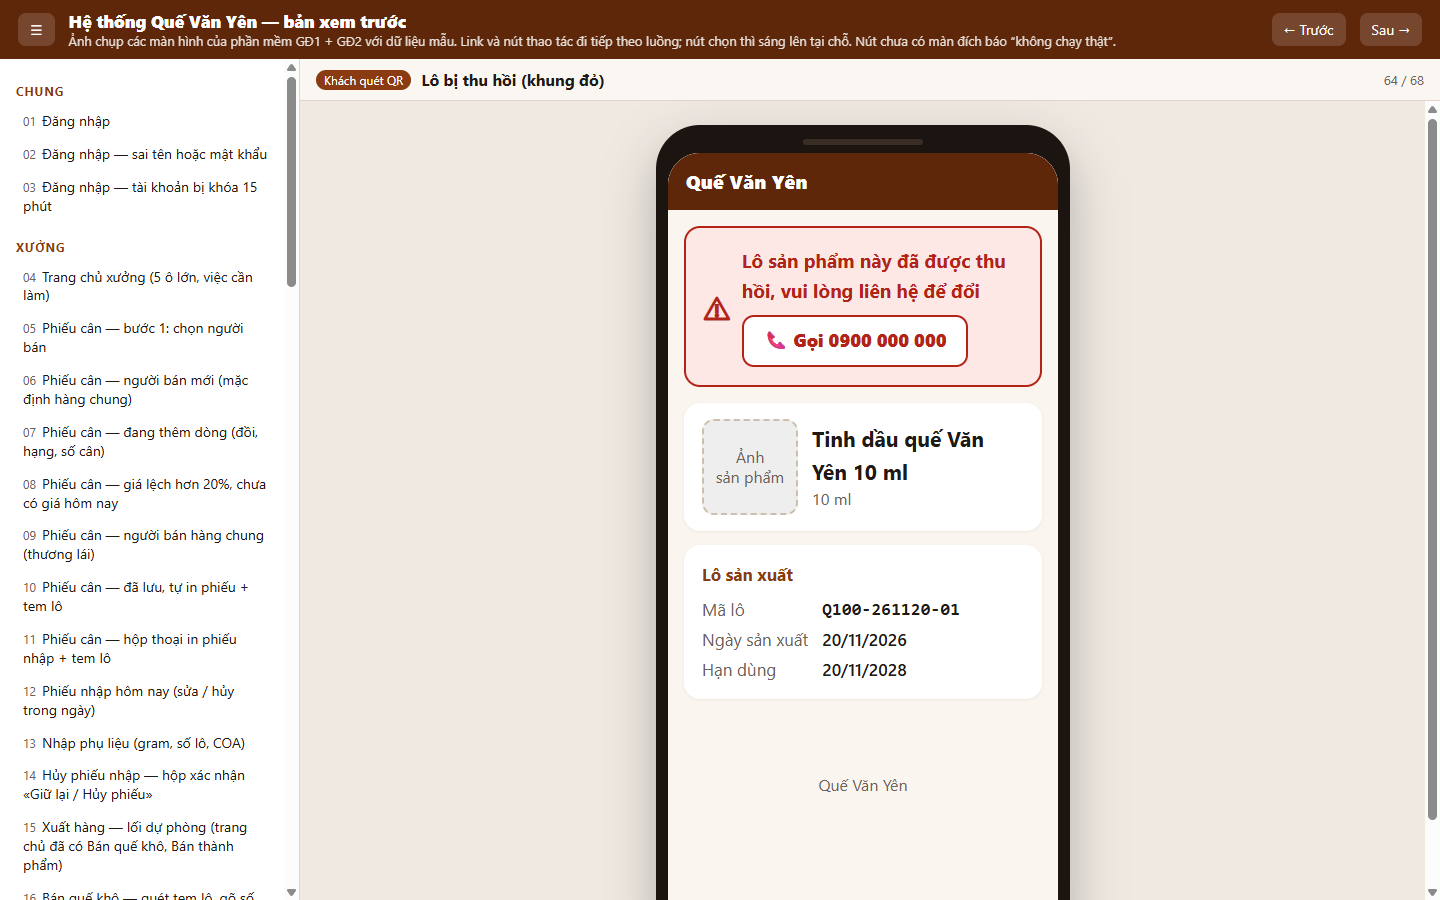 ☰
Hệ thống Quế Văn Yên — bản xem trước
Ảnh chụp các màn hình của phần mềm GĐ1 + GĐ2 với dữ liệu mẫu. Link và nút thao tác đi tiếp theo luồng; nút chọn thì sáng lên tại chỗ. Nút chưa có màn đích báo “không chạy thật”.
← Trước
Sau →
CHUNG
01 Đăng nhập
02 Đăng nhập — sai tên hoặc mật khẩu
03 Đăng nhập — tài khoản bị khóa 15
phút
XƯỞNG
04 Trang chủ xưởng (5 ô lớn, việc cần
làm)
05 Phiếu cân — bước 1: chọn người
bán
06 Phiếu cân — người bán mới (mặc
định hàng chung)
07 Phiếu cân — đang thêm dòng (đồi,
hạng, số cân)
08 Phiếu cân — giá lệch hơn 20%, chưa
có giá hôm nay
09 Phiếu cân — người bán hàng chung
(thương lái)
10 Phiếu cân — đã lưu, tự in phiếu +
tem lô
11 Phiếu cân — hộp thoại in phiếu
nhập + tem lô
12 Phiếu nhập hôm nay (sửa / hủy
trong ngày)
13 Nhập phụ liệu (gram, số lô, COA)
14 Hủy phiếu nhập — hộp xác nhận
«Giữ lại / Hủy phiếu»
15 Xuất hàng — lối dự phòng (trang
chủ đã có Bán quế khô, Bán thành
phẩm)
16 Bán quế khô — quét tem lô, gõ số
Khách quét QR
Lô bị thu hồi (khung đỏ)
64 / 68
Quế Văn Yên
Lô sản phẩm này đã được thu
hồi, vui lòng liên hệ để đổi
📞 Gọi 0900 000 000
Ảnh
sản phẩm
Tinh dầu quế Văn
Yên 10 ml
10 ml
Lô sản xuất
Mã lô Q100-261120-01
Ngày sản xuất 20/11/2026
Hạn dùng 20/11/2028
Quế Văn Yên